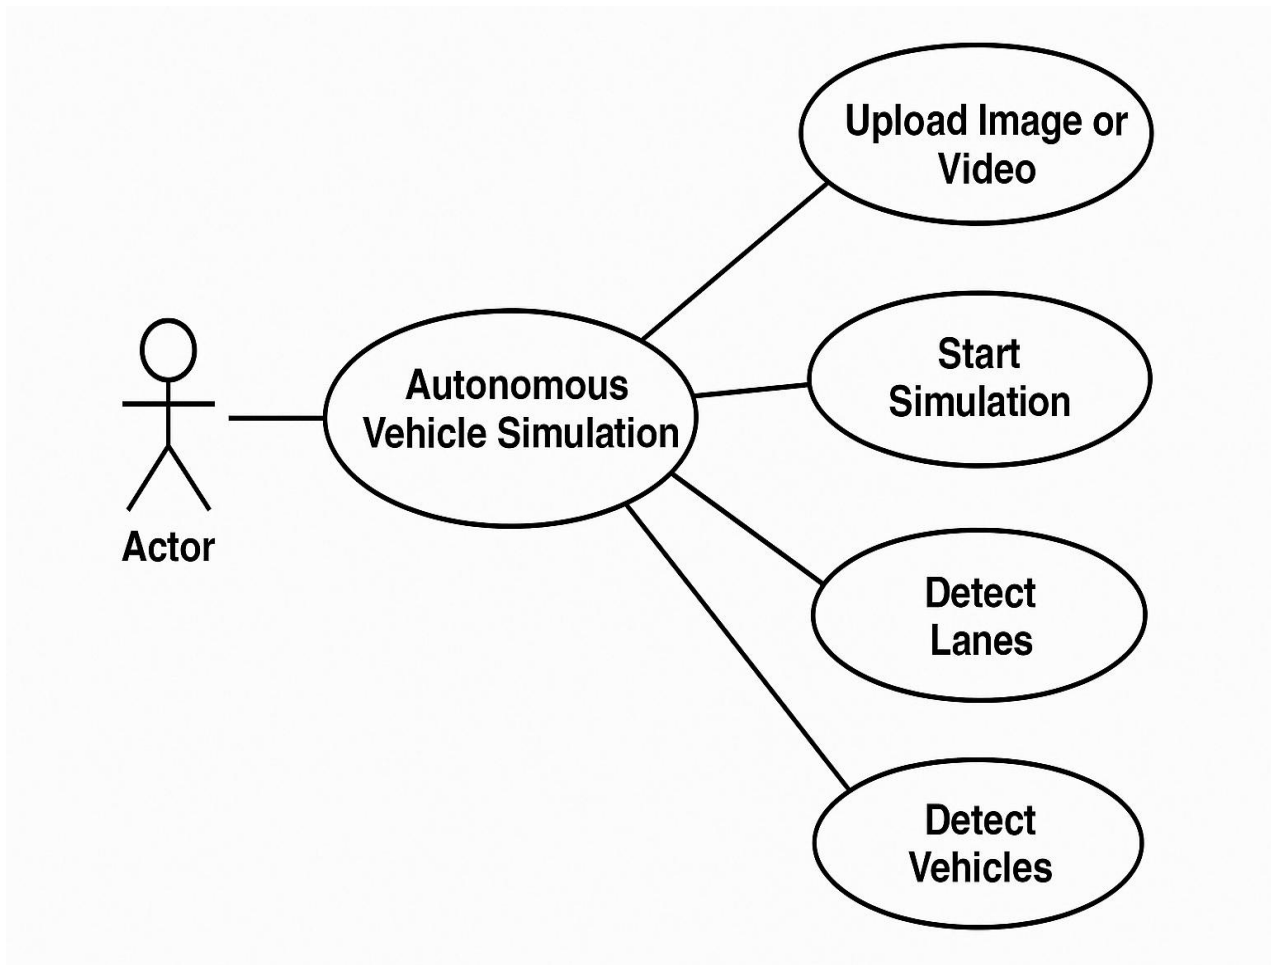 Upload Image or
Video
Start
Simulation
Autonomous
Vehicle Simulation
Actor
Detect
Lanes
Detect
Vehicles